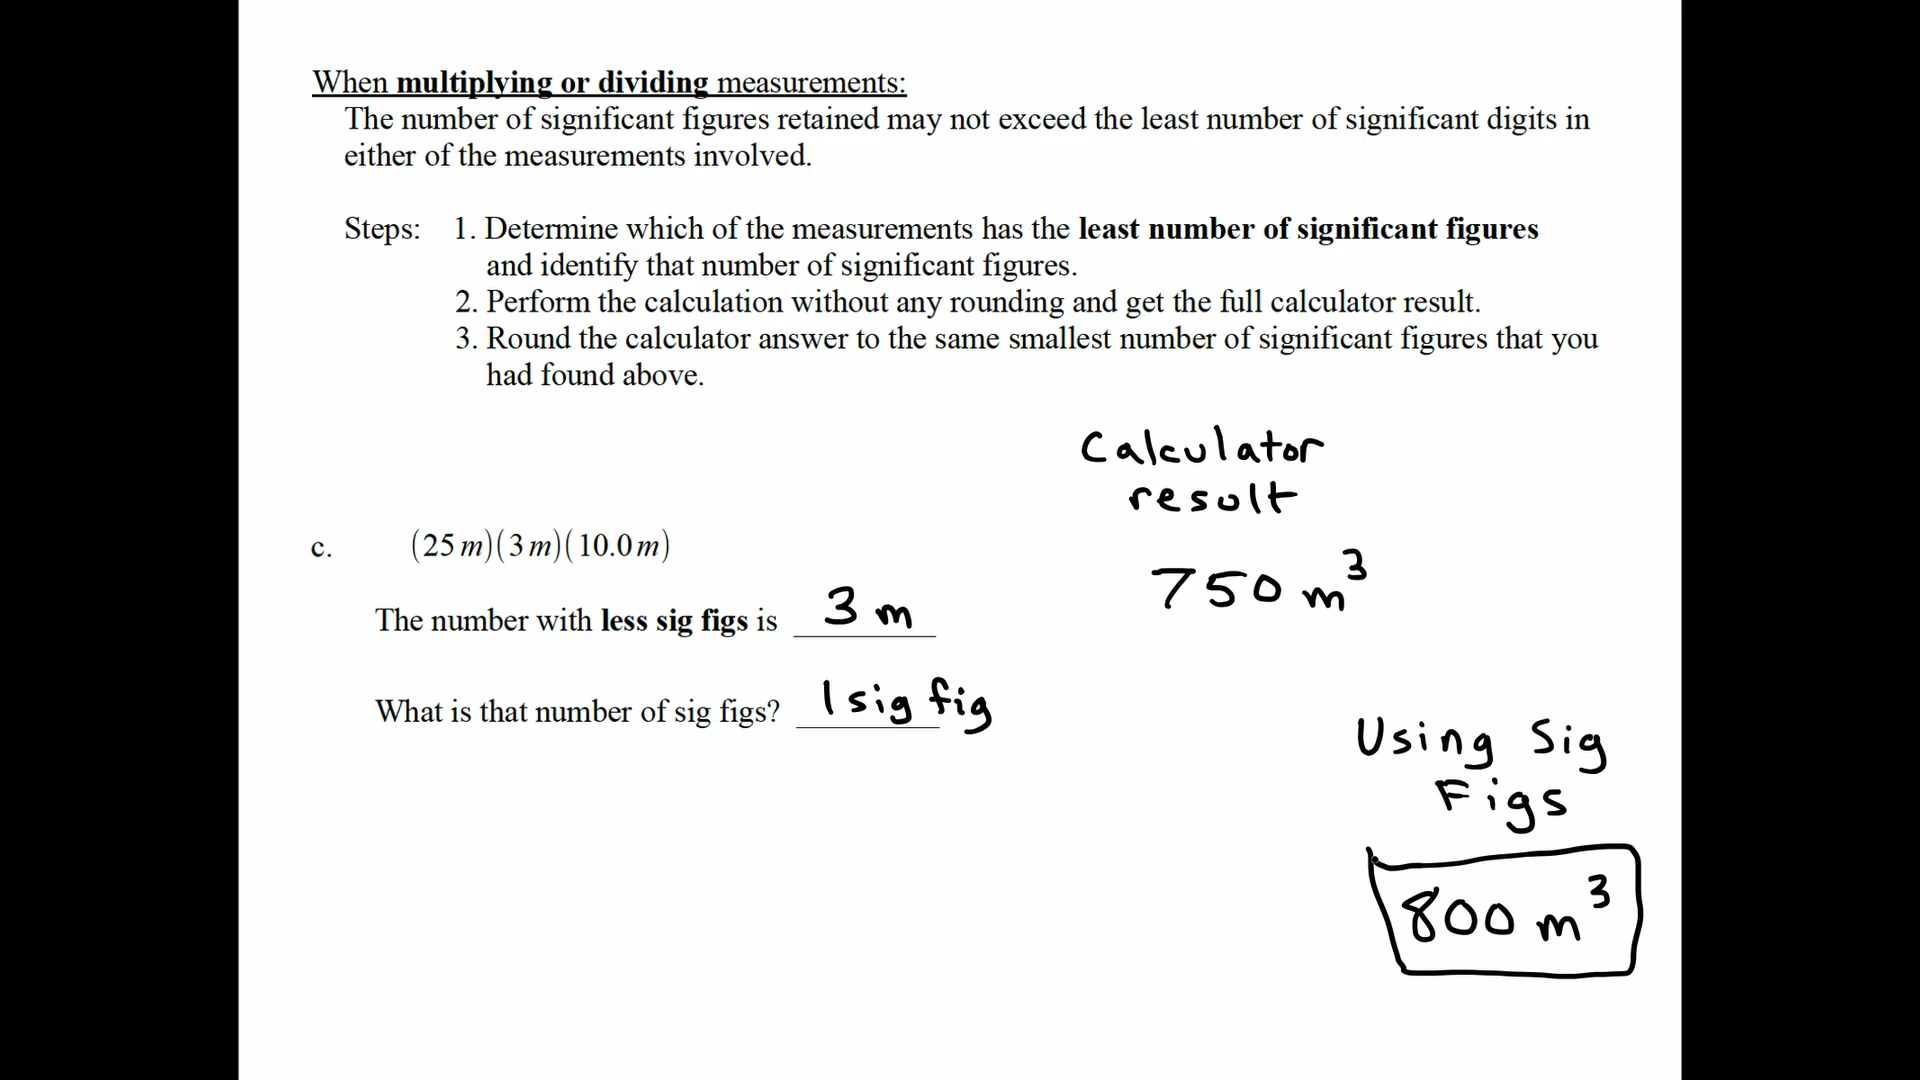 When multiplying or dividing measurements:
The number of significant figures retained may not exceed the least number of significant digits in
either of the measurements involved.
Steps: 1. Determine which of the measurements has the least number of significant figures
and identify that number of significant figures.
2. Perform the calculation without any rounding and get the full calculator result.
3. Round the calculator answer to the same smallest number of significant figures that you
had found above.
Calculator
result
c. (25 m)(3 m)(10.0 m)
750 m³
The number with less sig figs is 3 m
What is that number of sig figs? 1 sig fig
Using Sig
Figs
800 m³